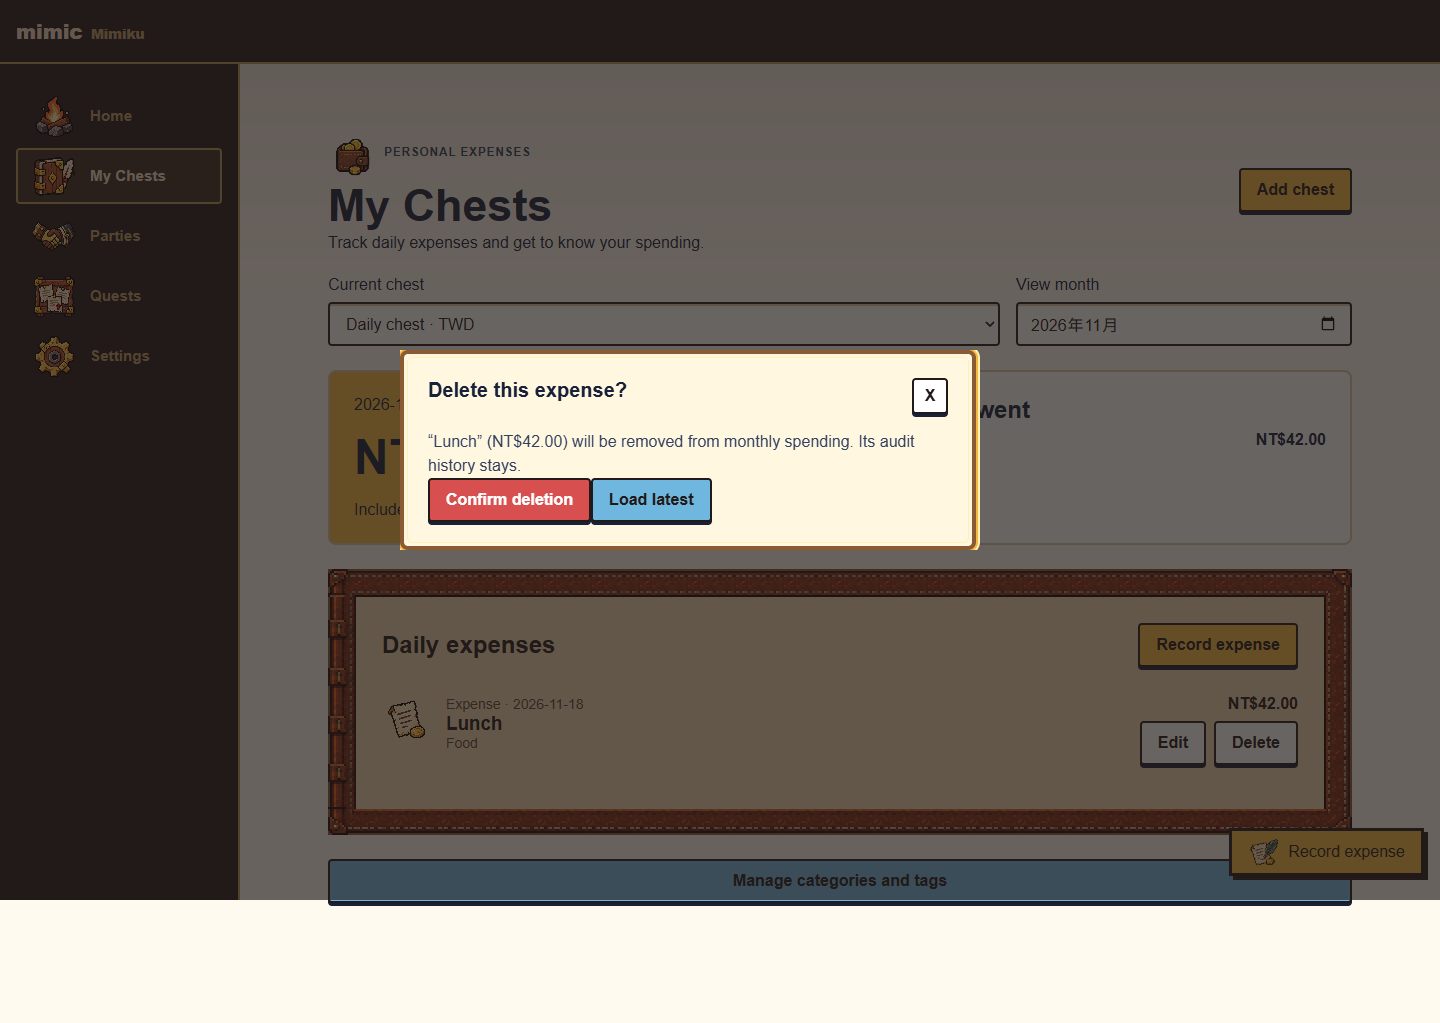 mimic Mimiku
Home
My Chests
Parties
Quests
Settings
PERSONAL EXPENSES
My Chests
Track daily expenses and get to know your spending.
Add chest
Current chest
View month
Daily chest · TWD
2026年11月
2026-1
NT
Include
went
NT$42.00
Delete this expense?
X
“Lunch” (NT$42.00) will be removed from monthly spending. Its audit
history stays.
Confirm deletion
Load latest
Daily expenses
Record expense
Expense · 2026-11-18
Lunch
Food
NT$42.00
Edit
Delete
Record expense
Manage categories and tags